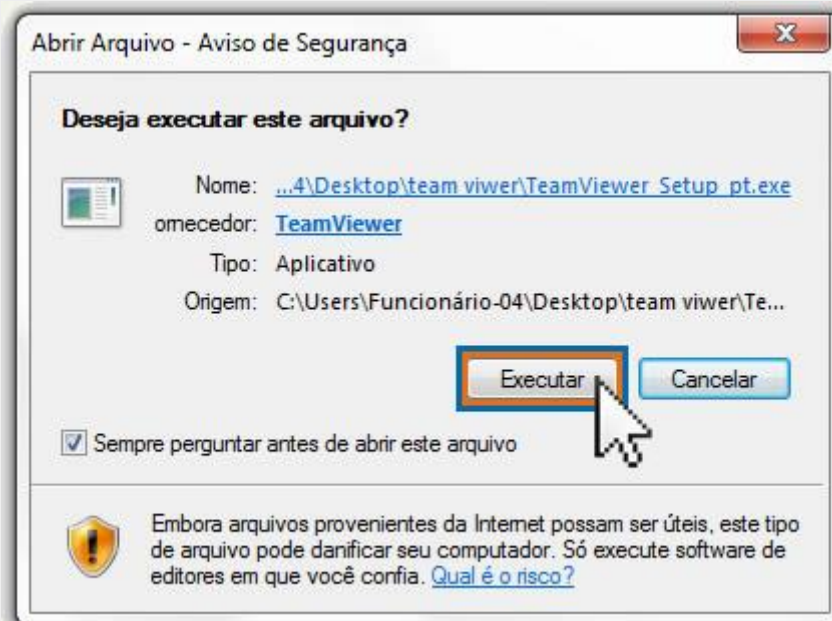 Abrir Arquivo - Aviso de Segurança
Deseja executar este arquivo?
Nome: ...4\Desktop\team viwer\TeamViewer_Setup_pt.exe
omecedor: TeamViewer
Tipo: Aplicativo
Origem: C:\Users\Funcionário-04\Desktop\team viwer\Te...
Executar Cancelar
Sempre perguntar antes de abrir este arquivo
Embora arquivos provenientes da Internet possam ser úteis, este tipo
de arquivo pode danificar seu computador. Só execute software de
editores em que você confia. Qual é o risco?